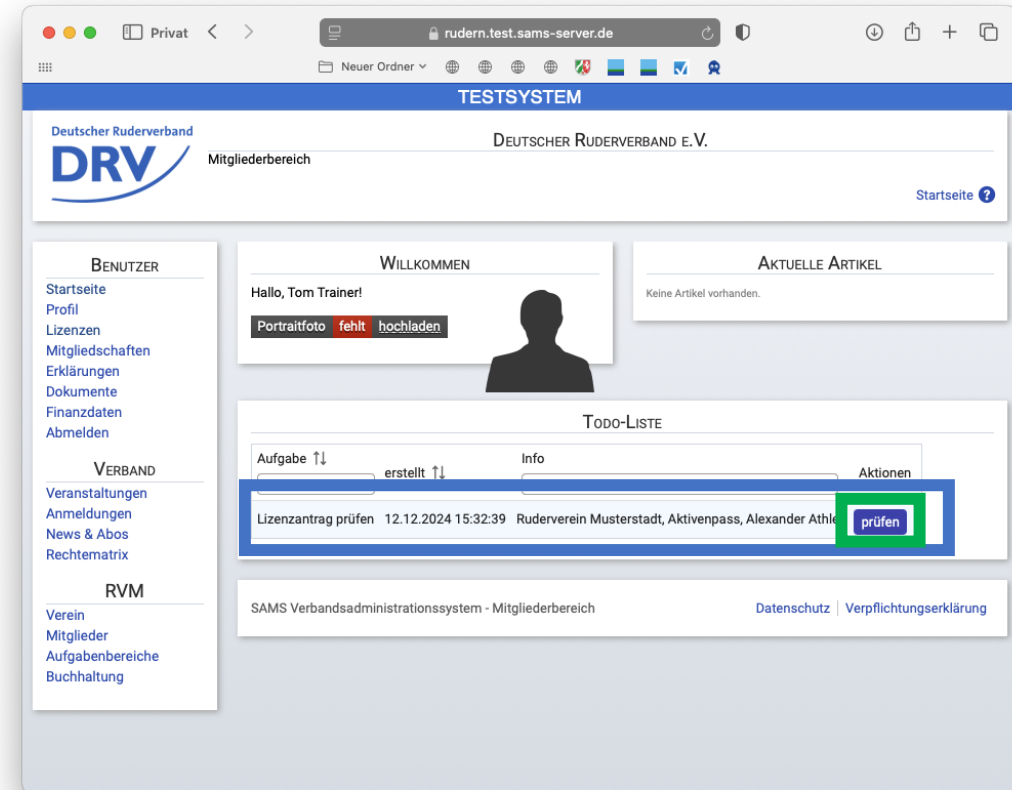 Privat
rudern.test.sams-server.de
Neuer Ordner
TESTSYSTEM
Deutscher Ruderverband
DRV
Mitgliederbereich
Deutscher Ruderverband e.V.
Startseite ?
Benutzer
Startseite
Profil
Lizenzen
Mitgliedschaften
Erklärungen
Dokumente
Finanzdaten
Abmelden
Verband
Veranstaltungen
Anmeldungen
News & Abos
Rechtematrix
RVM
Verein
Mitglieder
Aufgabenbereiche
Buchhaltung
Willkommen
Hallo, Tom Trainer!
Portraitfoto fehlt hochladen
Aktuelle Artikel
Keine Artikel vorhanden.
Todo-Liste
Aufgabe erstellt Info Aktionen
Lizenzantrag prüfen 12.12.2024 15:32:39 Ruderverein Musterstadt, Aktivenpass, Alexander Athle prüfen
SAMS Verbandsadministrationssystem - Mitgliederbereich
Datenschutz | Verpflichtungserklärung